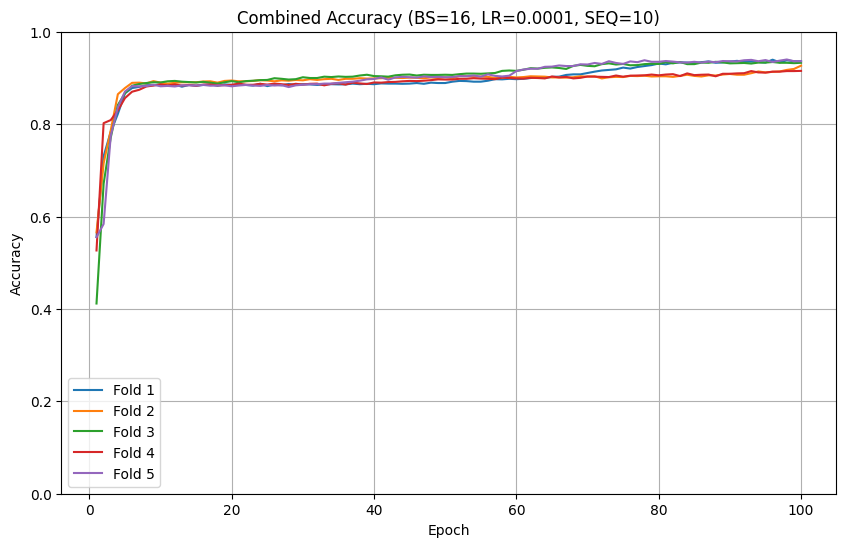 Combined Accuracy (BS=16, LR=0.0001, SEQ=10)
1.0
0.8
0.6
0.4
0.2
0.0
Accuracy
Fold 1
Fold 2
Fold 3
Fold 4
Fold 5
0 20 40 60 80 100
Epoch